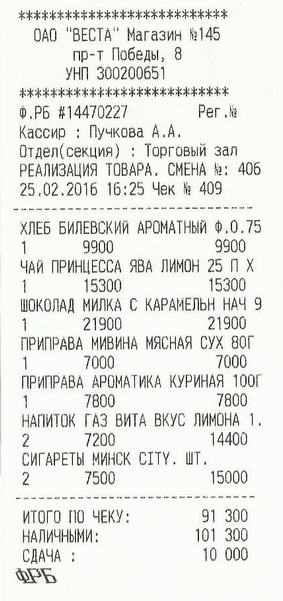 ***************************
ОАО "ВЕСТА" Магазин №145
пр-т Победы, 8
УНП 300200651
***************************
Ф.РБ #14470227 Рег.№
Кассир : Пучкова А.А.
Отдел(секция) : Торговый зал
РЕАЛИЗАЦИЯ ТОВАРА. СМЕНА №: 406
25.02.2016 16:25 Чек № 409
--------------------------------
ХЛЕБ БИЛЕВСКИЙ АРОМАТНЫЙ Ф.0.75
1 9900 9900
ЧАЙ ПРИНЦЕССА ЯВА ЛИМОН 25 П Х
1 15300 15300
ШОКОЛАД МИЛКА С КАРАМЕЛЬН НАЧ 9
1 21900 21900
ПРИПРАВА МИВИНА МЯСНАЯ СУХ 80Г
1 7000 7000
ПРИПРАВА АРОМАТИКА КУРИНАЯ 100Г
1 7800 7800
НАПИТОК ГАЗ ВИТА ВКУС ЛИМОНА 1.
2 7200 14400
СИГАРЕТЫ МИНСК CITY. ШТ.
2 7500 15000
--------------------------------
ИТОГО ПО ЧЕКУ: 91 300
НАЛИЧНЫМИ: 101 300
СДАЧА : 10 000
ФРБ